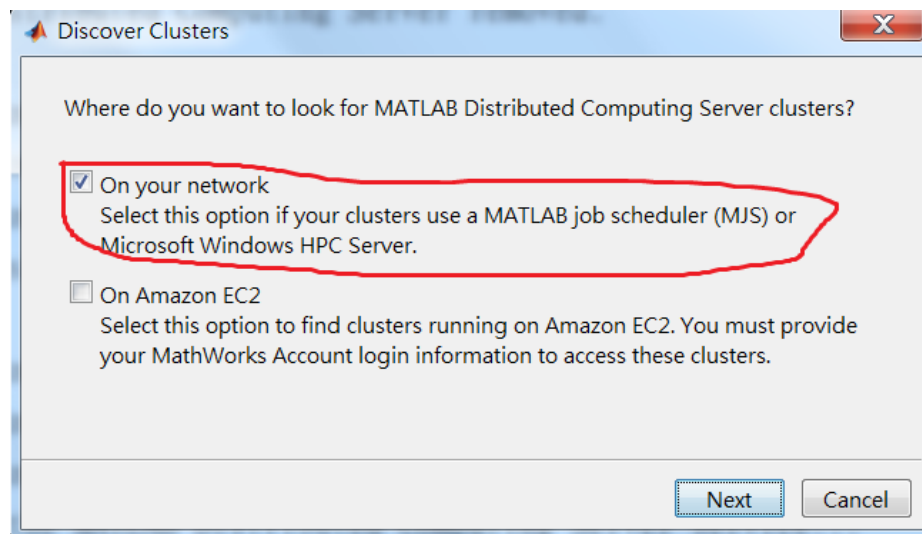 Computing Server removed.
Discover Clusters
Where do you want to look for MATLAB Distributed Computing Server clusters?
On your network
Select this option if your clusters use a MATLAB job scheduler (MJS) or
Microsoft Windows HPC Server.
On Amazon EC2
Select this option to find clusters running on Amazon EC2. You must provide
your MathWorks Account login information to access these clusters.
Next
Cancel